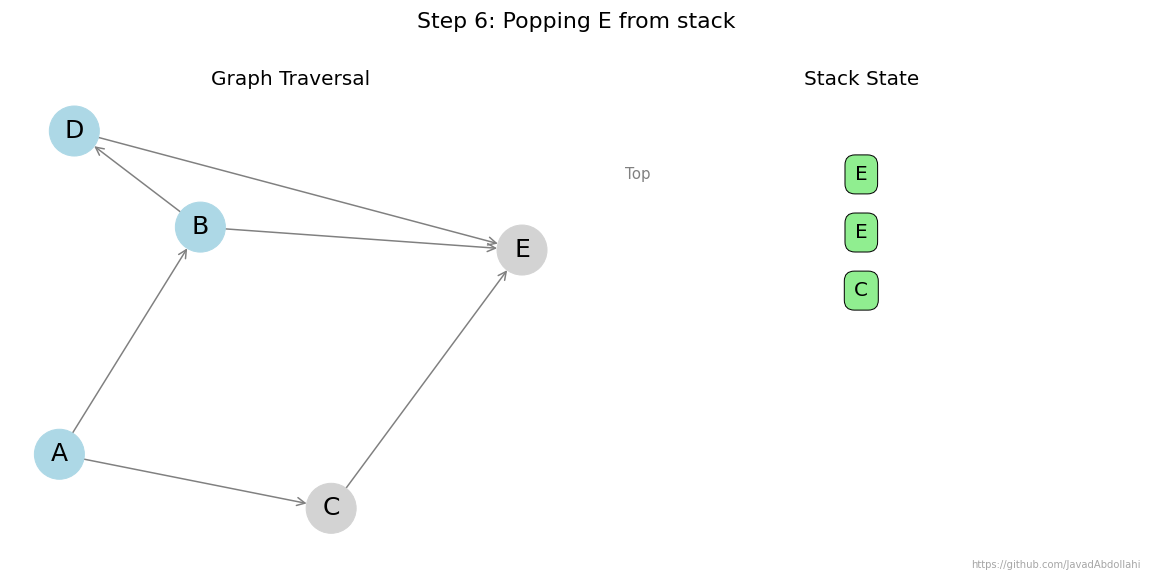 Step 6: Popping E from stack
Graph Traversal
Stack State
D
B
E
A
C
Top
E
E
C
https://github.com/JavadAbdollahi